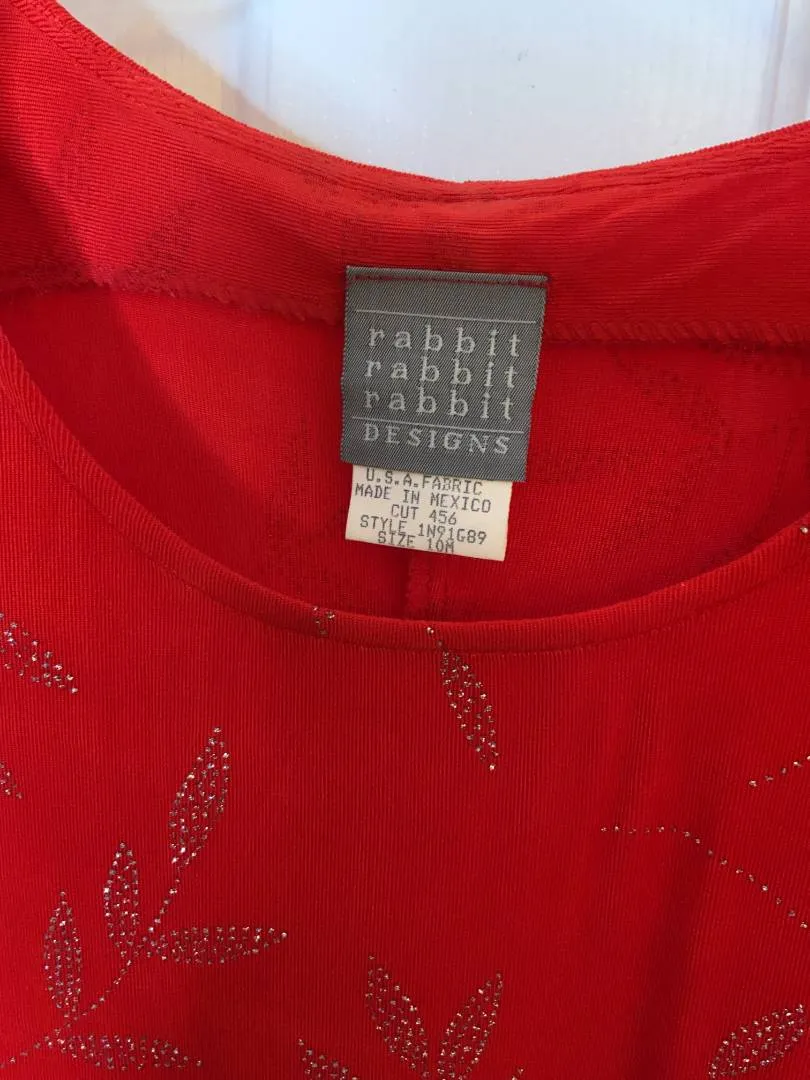 rabbit
rabbit
rabbit
DESIGNS
U.S.A.FABRIC
MADE IN MEXICO
CUT 456
STYLE 1N91G89
SIZE 10M